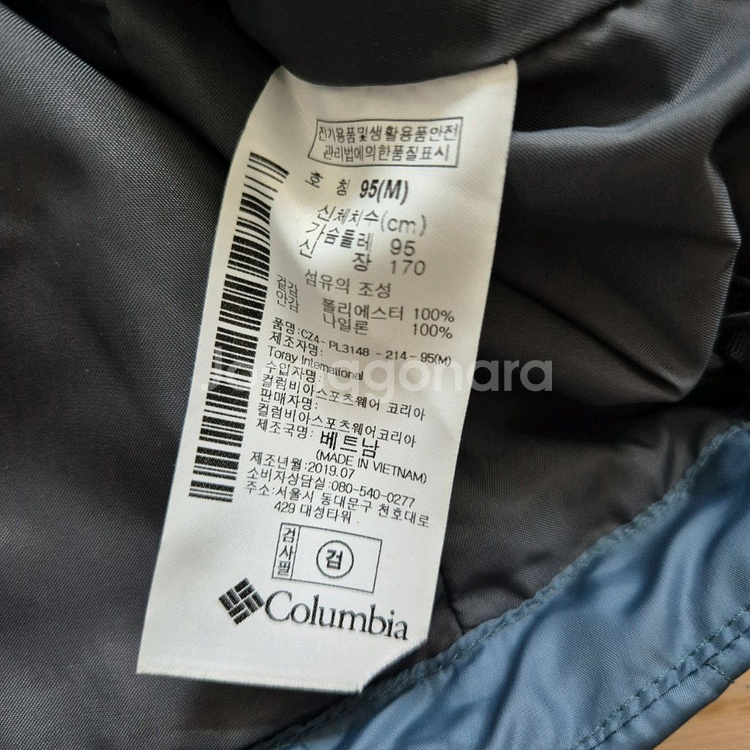 전기용품및생활용품안전
관리법에의한품질표시
호 칭 95(M)
신체치수(cm)
가슴둘레 95
신 장 170
섬유의 조성
겉감 폴리에스터 100%
안감 나일론 100%
품명:CZ4-PL3148-214-95(M)
제조자명:
Toray International
수입자명:
컬럼비아스포츠웨어 코리아
판매자명:
컬럼비아스포츠웨어코리아
제조국명: 베트남
(MADE IN VIETNAM)
제조년월:2019.07
소비자상담실:080-540-0277
주소:서울시 동대문구 천호대로
429 대성타워
검사필 검
Columbia